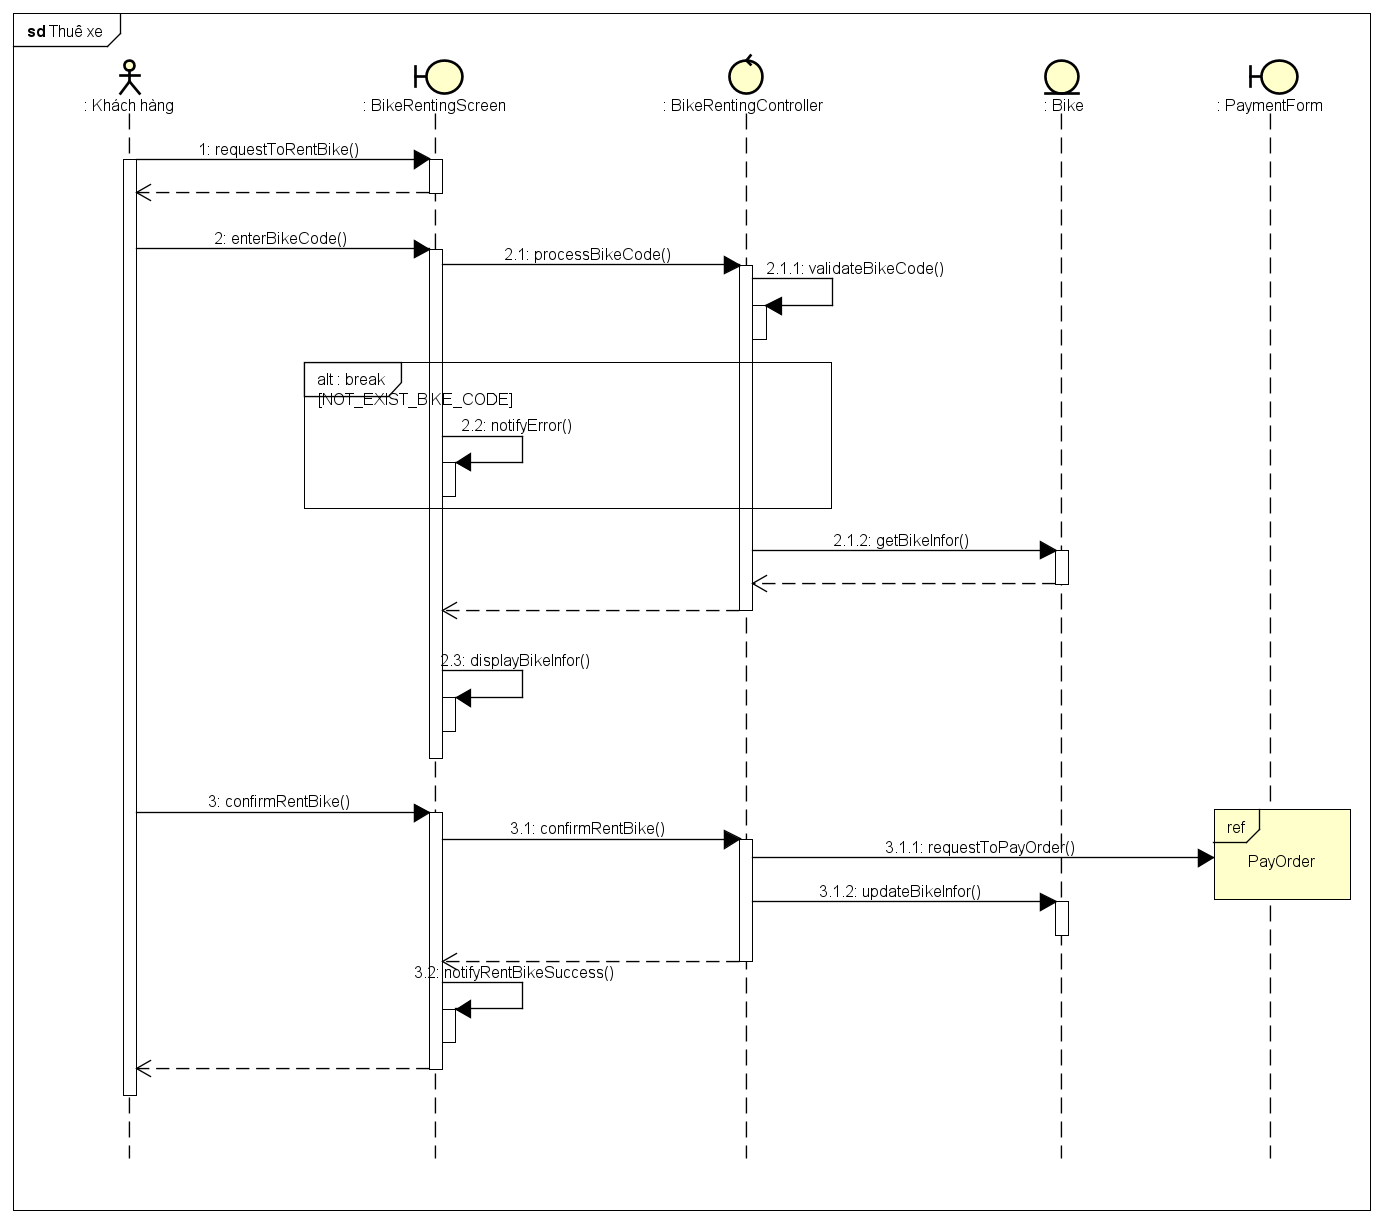 sd Thuê xe
: Khách hàng
: BikeRentingScreen
: BikeRentingController
: Bike
: PaymentForm
1: requestToRentBike()
2: enterBikeCode()
2.1: processBikeCode()
2.1.1: validateBikeCode()
alt : break
[NOT_EXIST_BIKE_CODE]
2.2: notifyError()
2.1.2: getBikeInfor()
2.3: displayBikeInfor()
3: confirmRentBike()
3.1: confirmRentBike()
ref
3.1.1: requestToPayOrder()
PayOrder
3.1.2: updateBikeInfor()
3.2: notifyRentBikeSuccess()